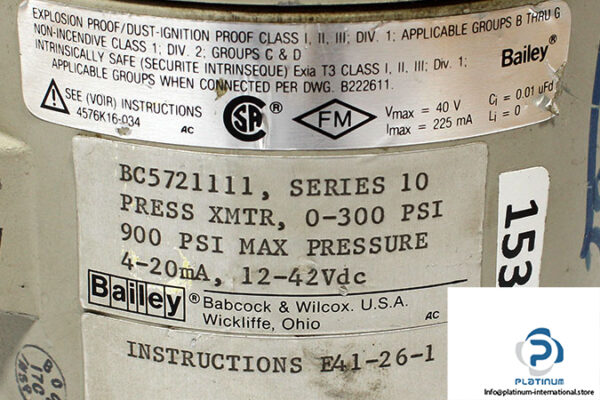 EXPLOSION PROOF/DUST-IGNITION PROOF CLASS I, II, III; DIV. 1; APPLICABLE GROUPS B THRU G
NON-INCENDIVE CLASS 1; DIV. 2; GROUPS C & D
INTRINSICALLY SAFE (SECURITE INTRINSEQUE) Exia T3 CLASS I, II, III; DIV. 1;
APPLICABLE GROUPS WHEN CONNECTED PER DWG. B222611.
Bailey®
SEE (VOIR) INSTRUCTIONS
4576K16-034
AC
SA ®
FM
Vmax = 40 V
Imax = 225 mA
Ci = 0.01 uFd
Li = 0
BC5721111, SERIES 10
PRESS XMTR, 0-300 PSI
900 PSI MAX PRESSURE
4-20mA, 12-42Vdc
Bailey ® Babcock & Wilcox. U.S.A.
Wickliffe, Ohio
AC
INSTRUCTIONS E41-26-1
153
PLATINUM
Info@platinum-international.store